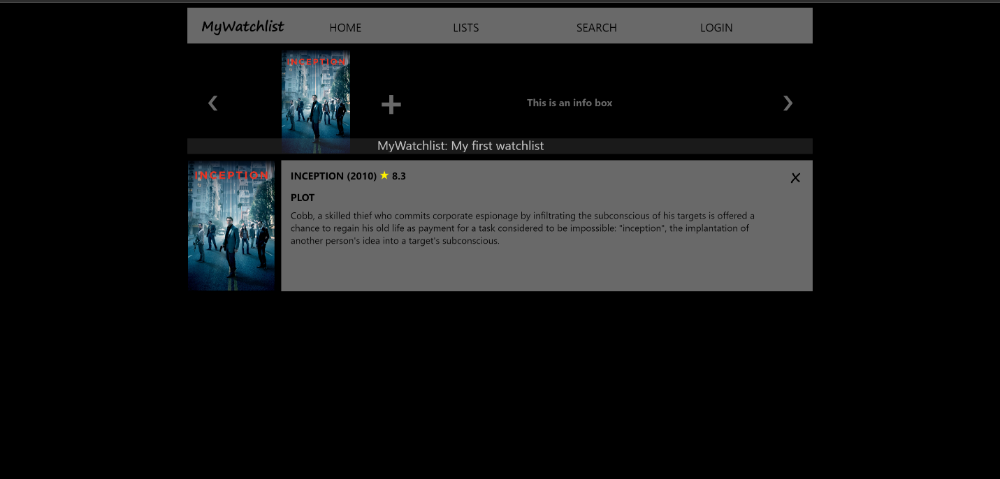 MyWatchlist HOME LISTS SEARCH LOGIN
INCEPTION
❮ + This is an info box ❯
MyWatchlist: My first watchlist
INCEPTION
INCEPTION (2010) ★ 8.3 X
PLOT
Cobb, a skilled thief who commits corporate espionage by infiltrating the subconscious of his targets is offered a
chance to regain his old life as payment for a task considered to be impossible: "inception", the implantation of
another person's idea into a target's subconscious.